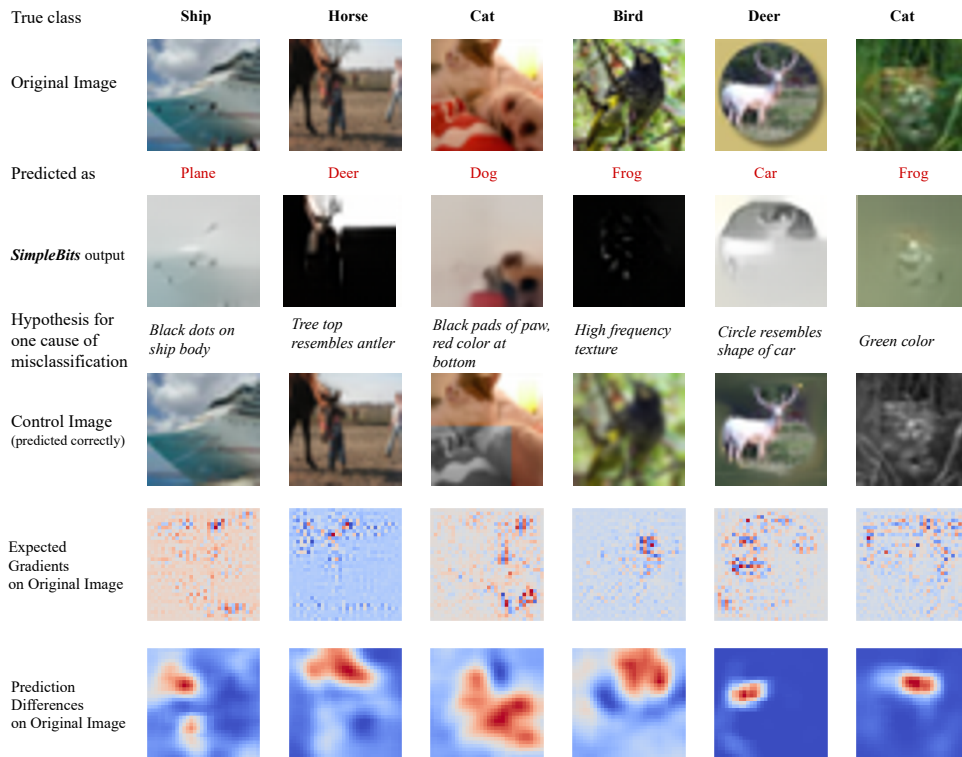 True class Ship Horse Cat Bird Deer Cat
Original Image
Predicted as Plane Deer Dog Frog Car Frog
SimpleBits output
Hypothesis for
one cause of
misclassification
Black dots on
ship body
Tree top
resembles antler
Black pads of paw,
red color at
bottom
High frequency
texture
Circle resembles
shape of car
Green color
Control Image
(predicted correctly)
Expected
Gradients
on Original Image
Prediction
Differences
on Original Image